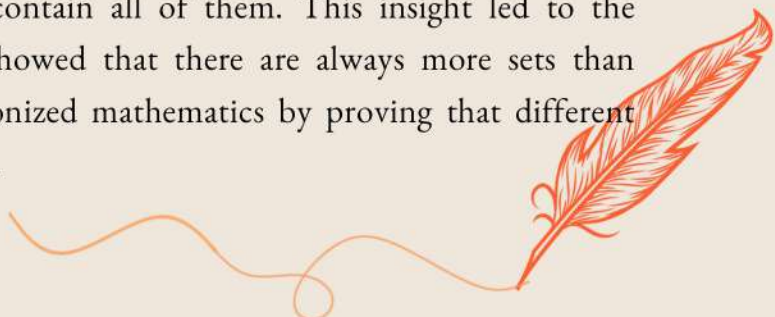 contain all of them. This insight led to the
howed that there are always more sets than
onized mathematics by proving that different